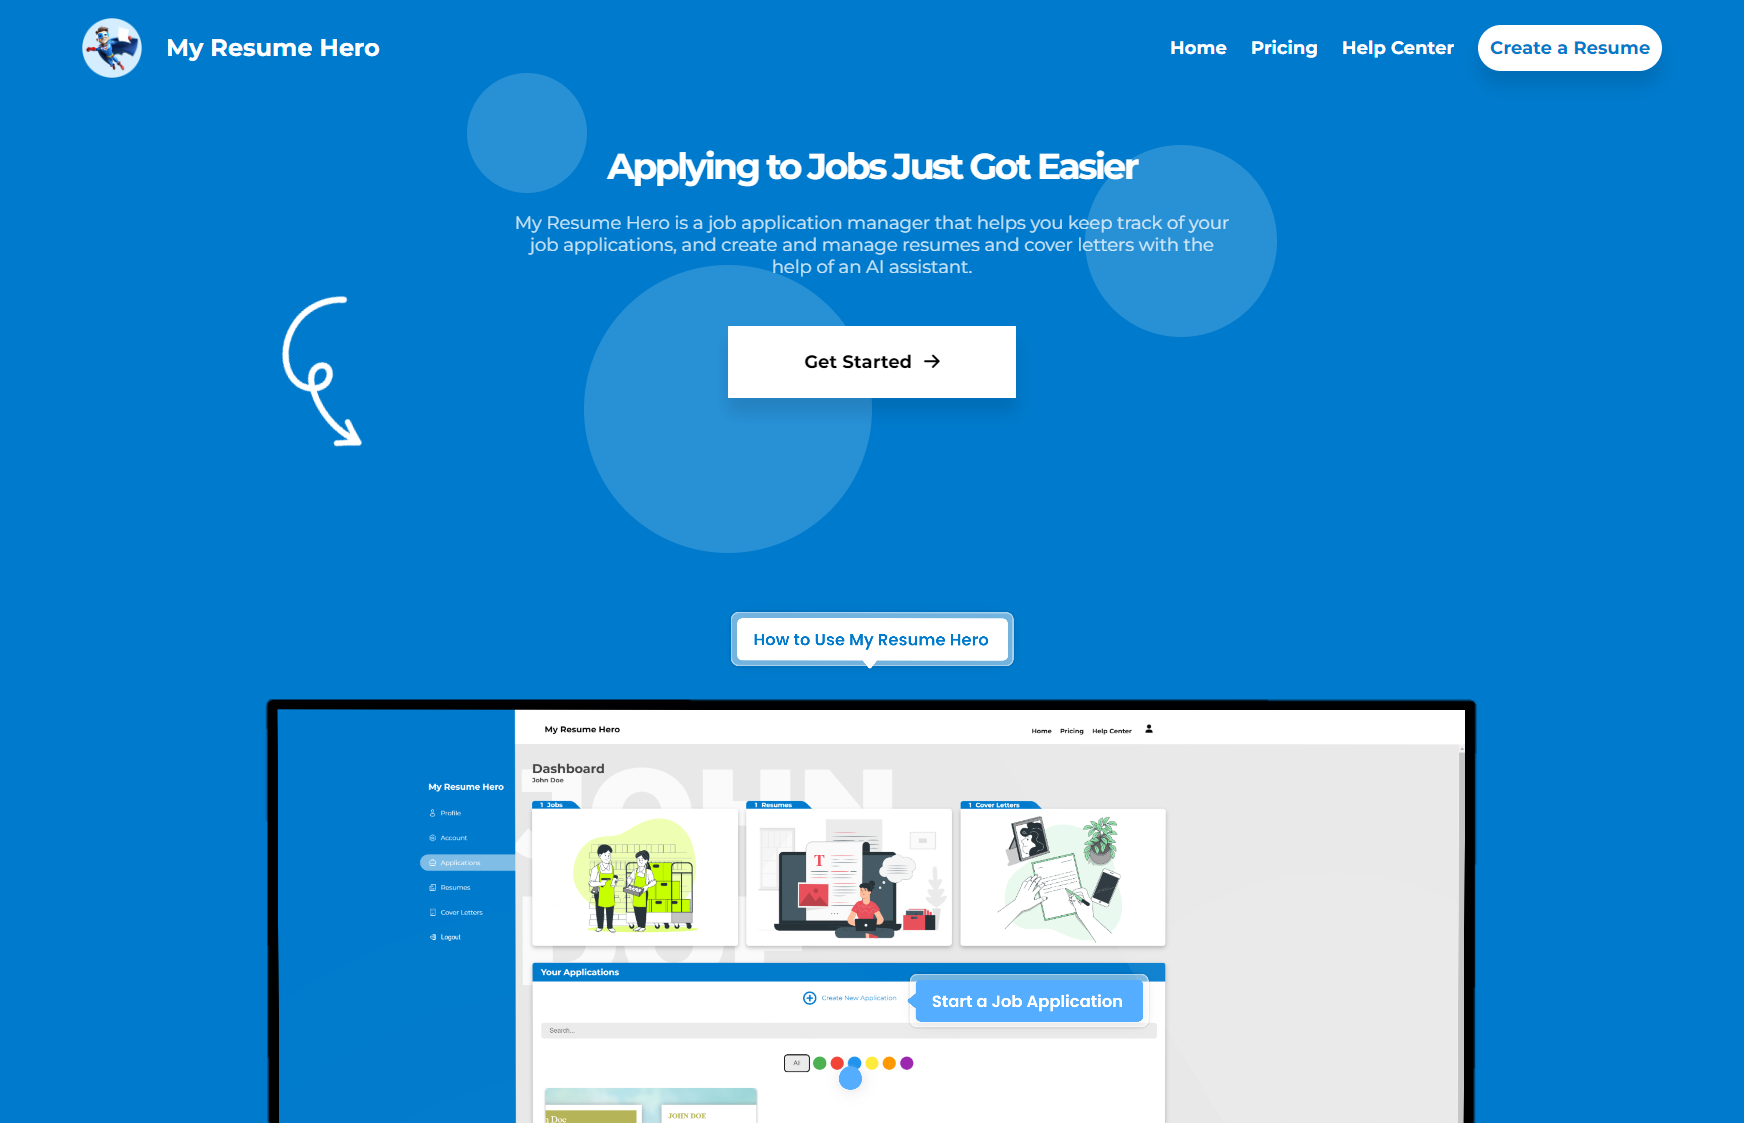 My Resume Hero
Home
Pricing
Help Center
Create a Resume
Applying to Jobs Just Got Easier
My Resume Hero is a job application manager that helps you keep track of your
job applications, and create and manage resumes and cover letters with the
help of an AI assistant.
Get Started
How to Use My Resume Hero
My Resume Hero
Home
Pricing
Help Center
Dashboard
John Doe
JOHN
DOE
My Resume Hero
Profile
Account
Applications
Resumes
Cover Letters
Logout
1 Jobs
1 Resumes
1 Cover Letters
T
Your Applications
Create New Application
Start a Job Application
Search...
All
n Doe
JOHN DOE